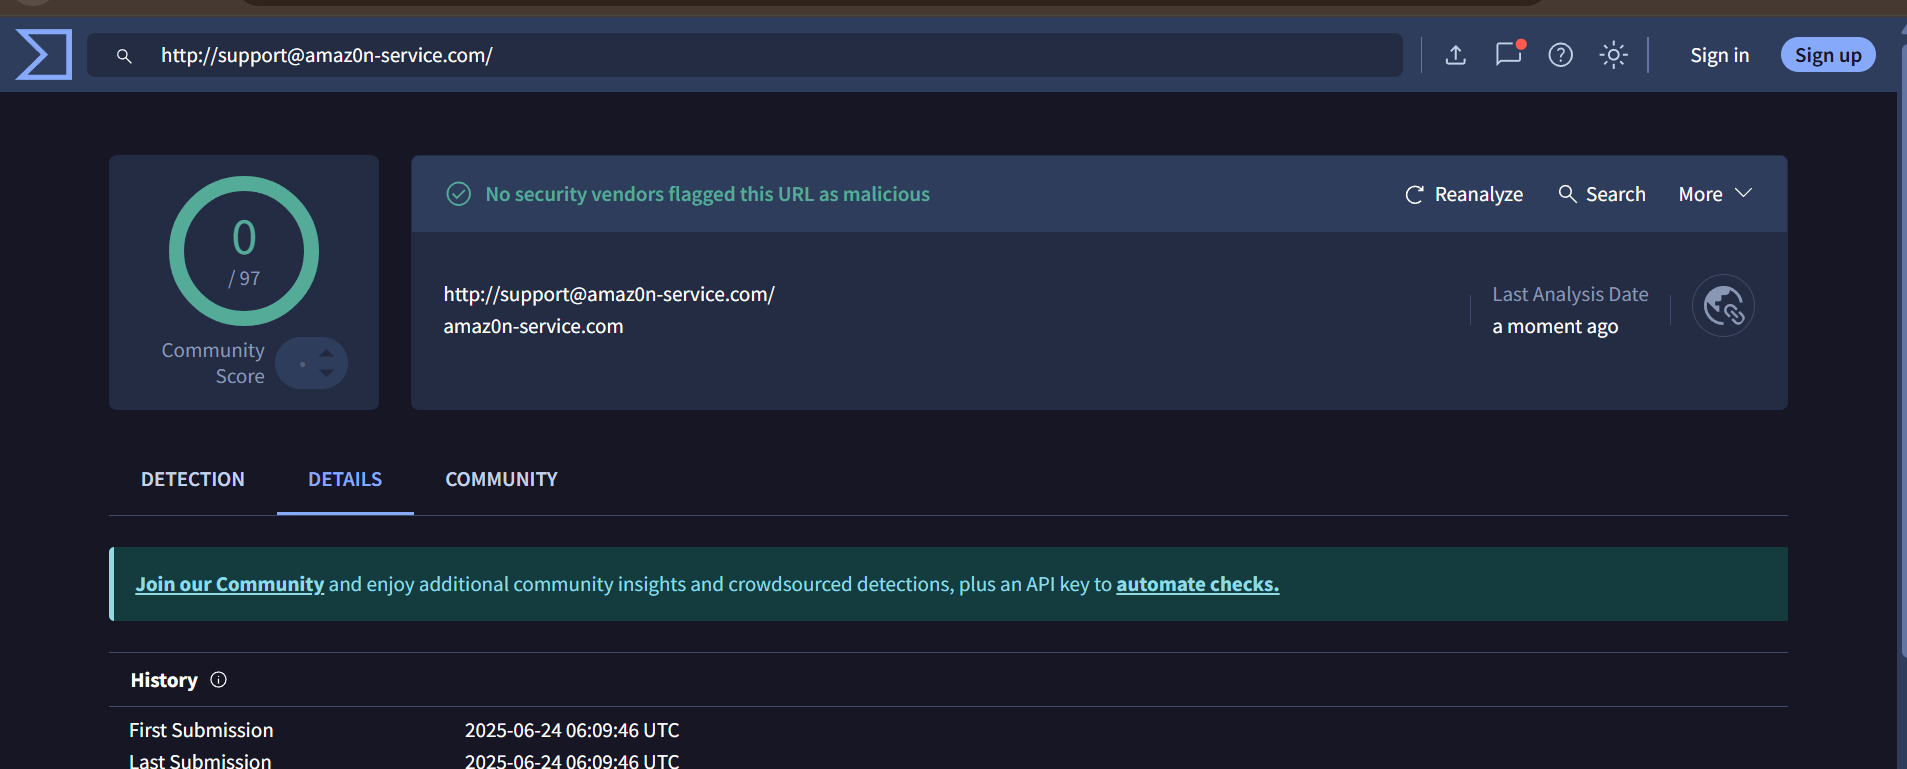 http://support@amaz0n-service.com/
Sign in
Sign up
0
/ 97
Community
Score
No security vendors flagged this URL as malicious
Reanalyze
Search
More
http://support@amaz0n-service.com/
amaz0n-service.com
Last Analysis Date
a moment ago
DETECTION
DETAILS
COMMUNITY
Join our Community and enjoy additional community insights and crowdsourced detections, plus an API key to automate checks.
History
First Submission 2025-06-24 06:09:46 UTC
Last Submission 2025-06-24 06:09:46 UTC